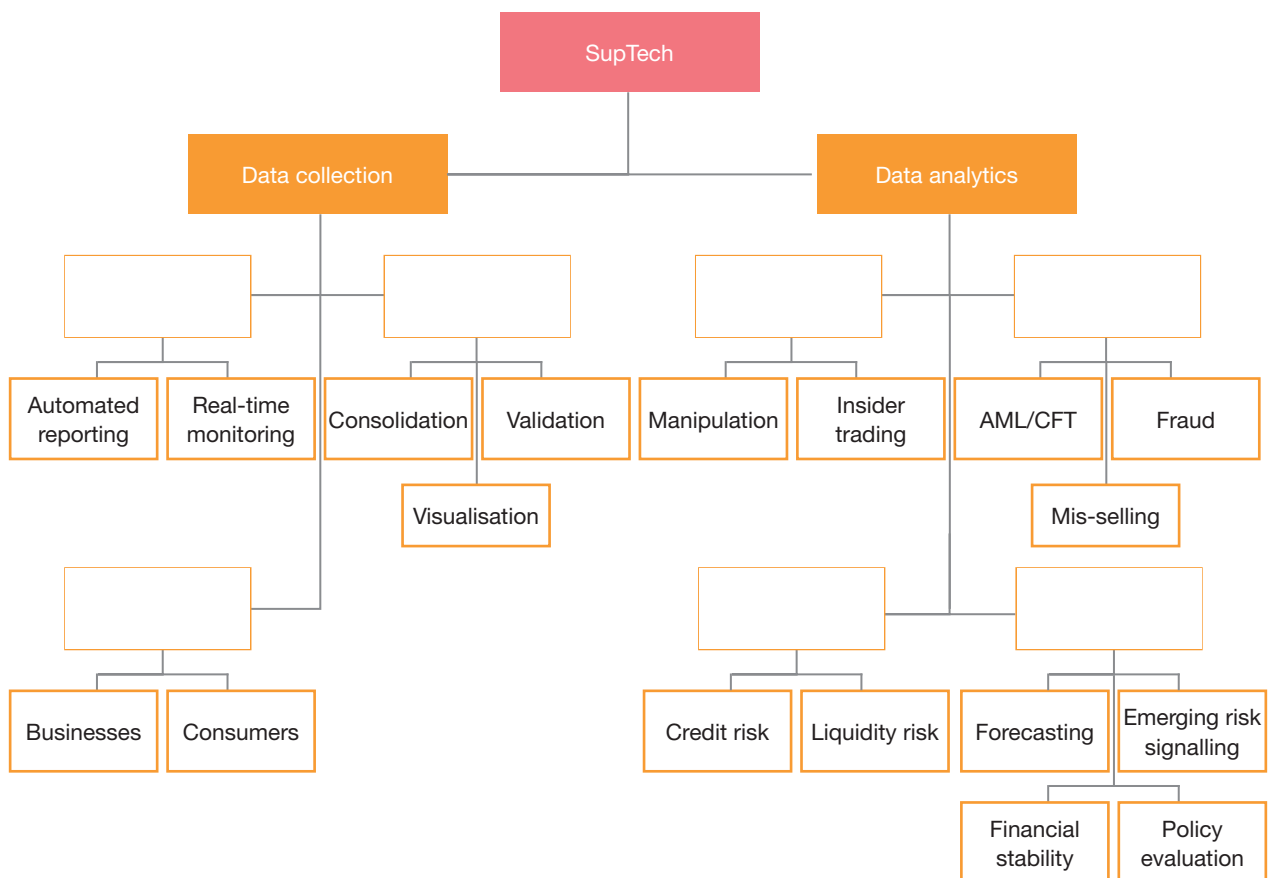 SupTech
Data collection
Data analytics
Automated
reporting
Real-time
monitoring
Consolidation
Validation
Manipulation
Insider
trading
AML/CFT
Fraud
Visualisation
Mis-selling
Businesses
Consumers
Credit risk
Liquidity risk
Forecasting
Emerging risk
signalling
Financial
stability
Policy
evaluation